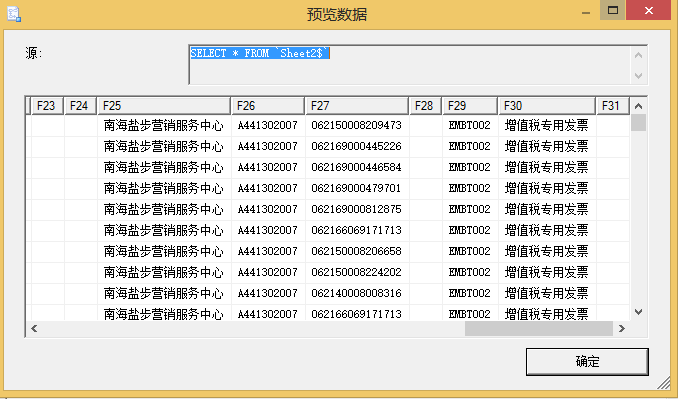 预览数据
源:
SELECT * FROM `Sheet2$`
F23 F24 F25 F26 F27 F28 F29 F30 F31
南海盐步营销服务中心 A441302007 062150008209473 EMBT002 增值税专用发票
南海盐步营销服务中心 A441302007 062169000445226 EMBT002 增值税专用发票
南海盐步营销服务中心 A441302007 062169000446584 EMBT002 增值税专用发票
南海盐步营销服务中心 A441302007 062169000479701 EMBT002 增值税专用发票
南海盐步营销服务中心 A441302007 062169000812875 EMBT002 增值税专用发票
南海盐步营销服务中心 A441302007 062166069171713 EMBT002 增值税专用发票
南海盐步营销服务中心 A441302007 062150008206658 EMBT002 增值税专用发票
南海盐步营销服务中心 A441302007 062150008224202 EMBT002 增值税专用发票
南海盐步营销服务中心 A441302007 062140008008316 EMBT002 增值税专用发票
南海盐步营销服务中心 A441302007 062166069171713 EMBT002 增值税专用发票
确定